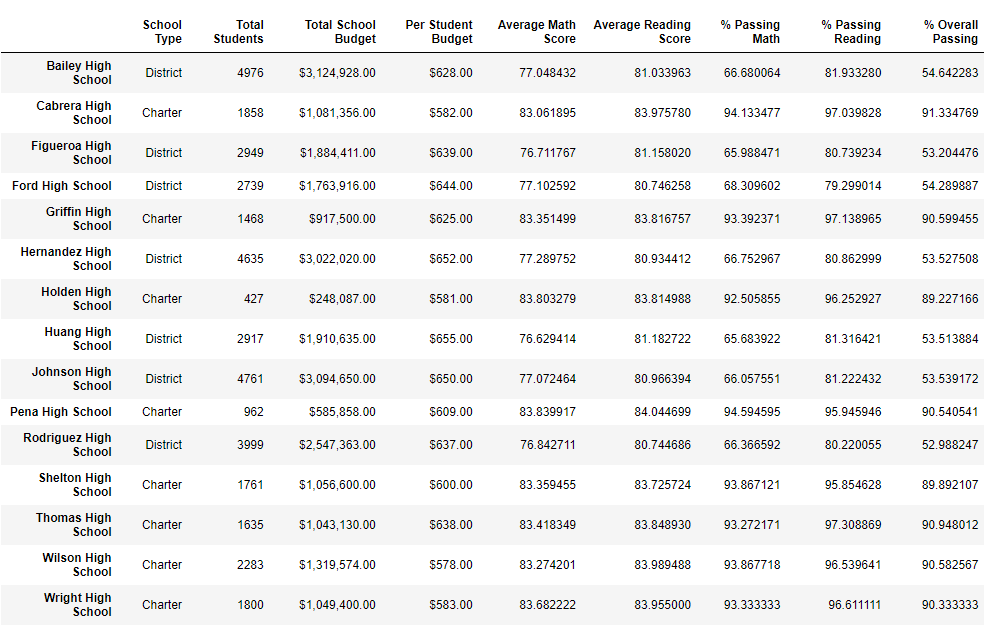 School Type Total Students Total School Budget Per Student Budget Average Math Score Average Reading Score % Passing Math % Passing Reading % Overall Passing
Bailey High School District 4976 $3,124,928.00 $628.00 77.048432 81.033963 66.680064 81.933280 54.642283
Cabrera High School Charter 1858 $1,081,356.00 $582.00 83.061895 83.975780 94.133477 97.039828 91.334769
Figueroa High School District 2949 $1,884,411.00 $639.00 76.711767 81.158020 65.988471 80.739234 53.204476
Ford High School District 2739 $1,763,916.00 $644.00 77.102592 80.746258 68.309602 79.299014 54.289887
Griffin High School Charter 1468 $917,500.00 $625.00 83.351499 83.816757 93.392371 97.138965 90.599455
Hernandez High School District 4635 $3,022,020.00 $652.00 77.289752 80.934412 66.752967 80.862999 53.527508
Holden High School Charter 427 $248,087.00 $581.00 83.803279 83.814988 92.505855 96.252927 89.227166
Huang High School District 2917 $1,910,635.00 $655.00 76.629414 81.182722 65.683922 81.316421 53.513884
Johnson High School District 4761 $3,094,650.00 $650.00 77.072464 80.966394 66.057551 81.222432 53.539172
Pena High School Charter 962 $585,858.00 $609.00 83.839917 84.044699 94.594595 95.945946 90.540541
Rodriguez High School District 3999 $2,547,363.00 $637.00 76.842711 80.744686 66.366592 80.220055 52.988247
Shelton High School Charter 1761 $1,056,600.00 $600.00 83.359455 83.725724 93.867121 95.854628 89.892107
Thomas High School Charter 1635 $1,043,130.00 $638.00 83.418349 83.848930 93.272171 97.308869 90.948012
Wilson High School Charter 2283 $1,319,574.00 $578.00 83.274201 83.989488 93.867718 96.539641 90.582567
Wright High School Charter 1800 $1,049,400.00 $583.00 83.682222 83.955000 93.333333 96.611111 90.333333